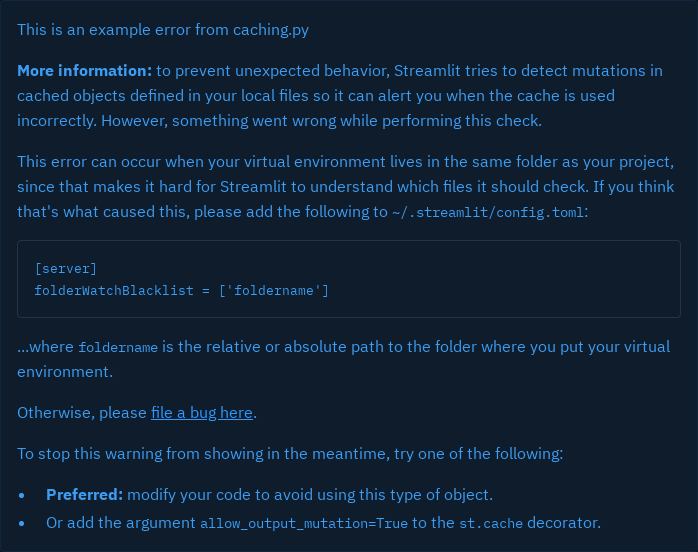 This is an example error from caching.py
More information: to prevent unexpected behavior, Streamlit tries to detect mutations in
cached objects defined in your local files so it can alert you when the cache is used
incorrectly. However, something went wrong while performing this check.
This error can occur when your virtual environment lives in the same folder as your project,
since that makes it hard for Streamlit to understand which files it should check. If you think
that's what caused this, please add the following to ~/.streamlit/config.toml:
[server]
folderWatchBlacklist = ['foldername']
...where foldername is the relative or absolute path to the folder where you put your virtual
environment.
Otherwise, please file a bug here.
To stop this warning from showing in the meantime, try one of the following:
• Preferred: modify your code to avoid using this type of object.
• Or add the argument allow_output_mutation=True to the st.cache decorator.